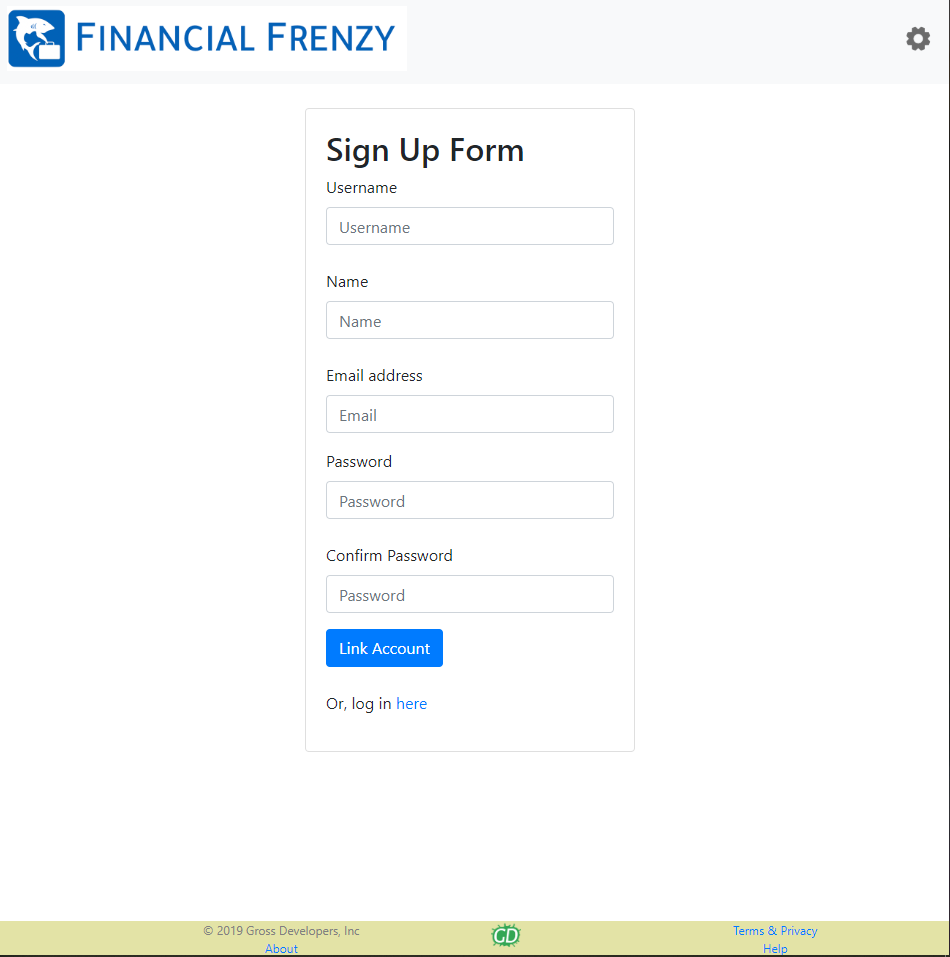 FINANCIAL FRENZY
Sign Up Form
Username
Username
Name
Name
Email address
Email
Password
Password
Confirm Password
Password
Link Account
Or, log in here
© 2019 Gross Developers, Inc
About
GD
Terms & Privacy
Help